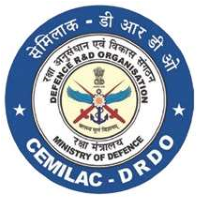 सेमिलाक - डी आर डी ओ
रक्षा अनुसंधान एवं विकास संगठन
DEFENCE R&D ORGANISATION
रक्षा मंत्रालय
MINISTRY OF DEFENCE
CEMILAC - DRDO